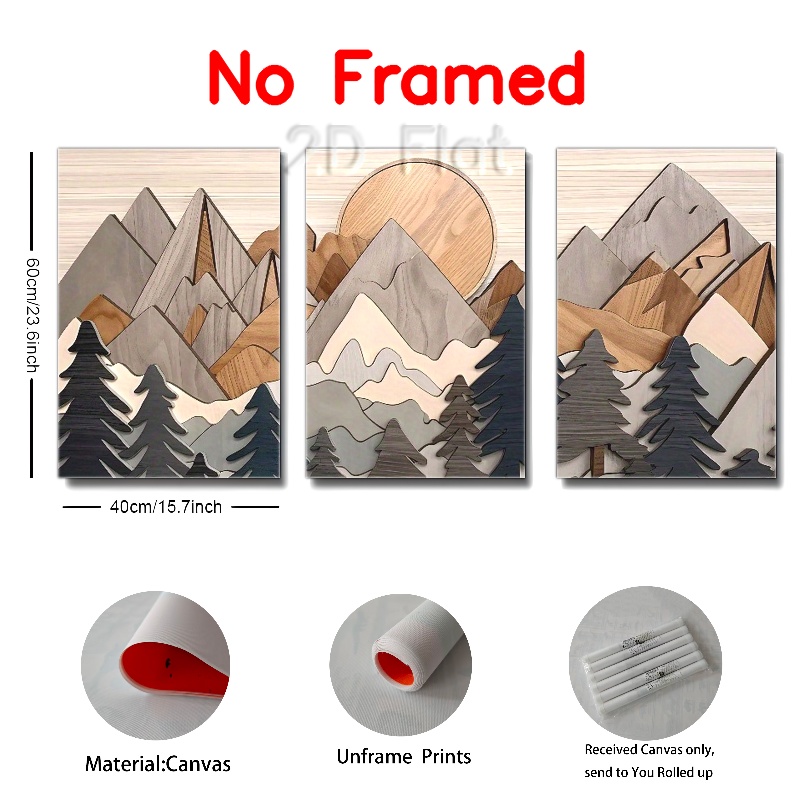 No Framed
2D Flat
60cm/23.6inch
40cm/15.7inch
Material:Canvas
Unframe Prints
Received Canvas only,
send to You Rolled up